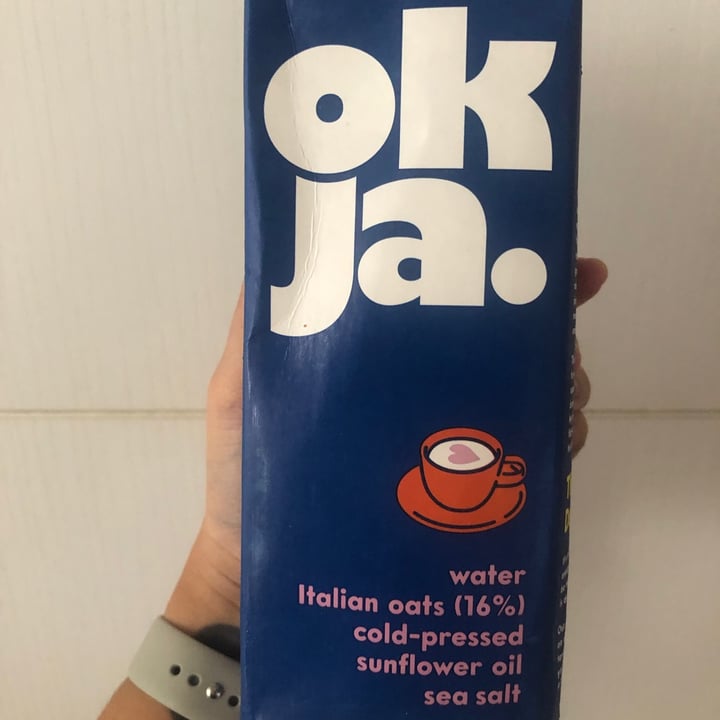 ok
ja.
water
Italian oats (16%)
cold-pressed
sunflower oil
sea salt